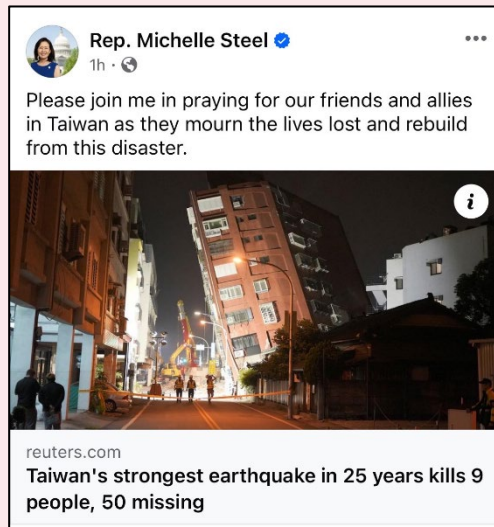 Rep. Michelle Steel
1h
Please join me in praying for our friends and allies
in Taiwan as they mourn the lives lost and rebuild
from this disaster.
i
reuters.com
Taiwan's strongest earthquake in 25 years kills 9
people, 50 missing